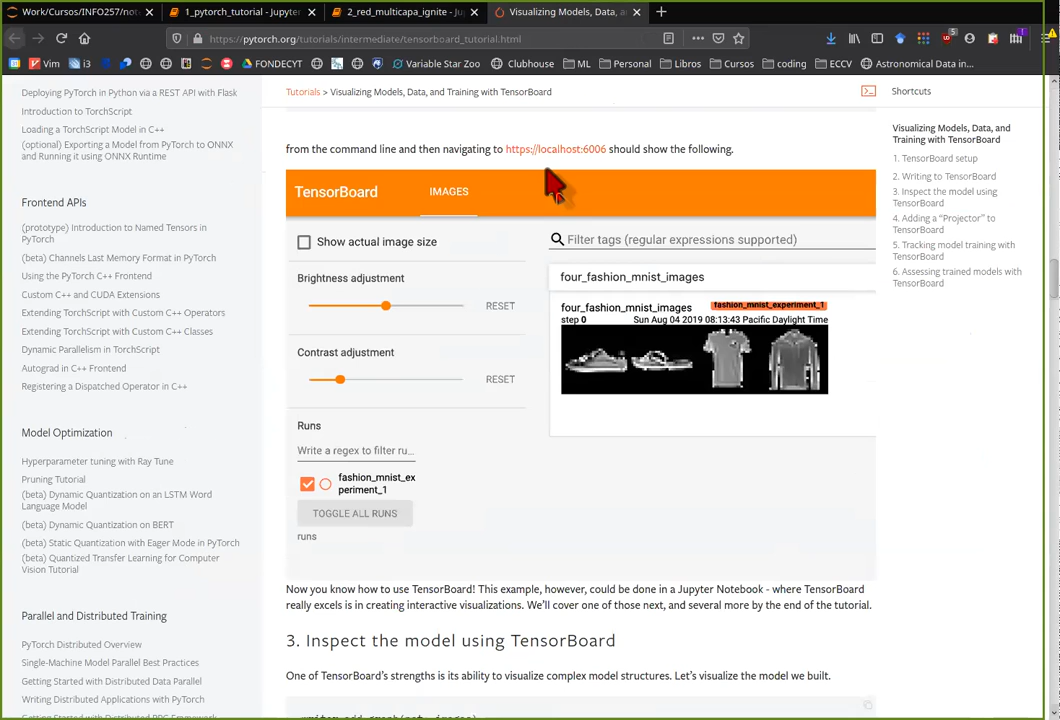 Work/Cursos/INFO257/not
1_pytorch_tutorial - Jupyter
2_red_multicapa_ignite - Ju
Visualizing Models, Data, a
https://pytorch.org/tutorials/intermediate/tensorboard_tutorial.html
Vim
i3
FONDECYT
Variable Star Zoo
Clubhouse
ML
Personal
Libros
Cursos
coding
ECCV
Astronomical Data in...
Deploying PyTorch in Python via a REST API with Flask
Introduction to TorchScript
Loading a TorchScript Model in C++
(optional) Exporting a Model from PyTorch to ONNX
and Running it using ONNX Runtime
Frontend APIs
(prototype) Introduction to Named Tensors in
PyTorch
(beta) Channels Last Memory Format in PyTorch
Using the PyTorch C++ Frontend
Custom C++ and CUDA Extensions
Extending TorchScript with Custom C++ Operators
Extending TorchScript with Custom C++ Classes
Dynamic Parallelism in TorchScript
Autograd in C++ Frontend
Registering a Dispatched Operator in C++
Model Optimization
Hyperparameter tuning with Ray Tune
Pruning Tutorial
(beta) Dynamic Quantization on an LSTM Word
Language Model
(beta) Dynamic Quantization on BERT
(beta) Static Quantization with Eager Mode in PyTorch
(beta) Quantized Transfer Learning for Computer
Vision Tutorial
Parallel and Distributed Training
PyTorch Distributed Overview
Single-Machine Model Parallel Best Practices
Getting Started with Distributed Data Parallel
Writing Distributed Applications with PyTorch
Tutorials > Visualizing Models, Data, and Training with TensorBoard
from the command line and then navigating to https://localhost:6006 should show the following.
TensorBoard
IMAGES
Show actual image size
Brightness adjustment
RESET
Contrast adjustment
RESET
Runs
Write a regex to filter ru...
fashion_mnist_ex
periment_1
TOGGLE ALL RUNS
runs
Filter tags (regular expressions supported)
four_fashion_mnist_images
four_fashion_mnist_images
fashion_mnist_experiment_1
step 0
Sun Aug 04 2019 08:13:43 Pacific Daylight Time
Now you know how to use TensorBoard! This example, however, could be done in a Jupyter Notebook - where TensorBoard
really excels is in creating interactive visualizations. We'll cover one of those next, and several more by the end of the tutorial.
3. Inspect the model using TensorBoard
One of TensorBoard's strengths is its ability to visualize complex model structures. Let's visualize the model we built.
Shortcuts
Visualizing Models, Data, and
Training with TensorBoard
1. TensorBoard setup
2. Writing to TensorBoard
3. Inspect the model using
TensorBoard
4. Adding a "Projector" to
TensorBoard
5. Tracking model training with
TensorBoard
6. Assessing trained models with
TensorBoard